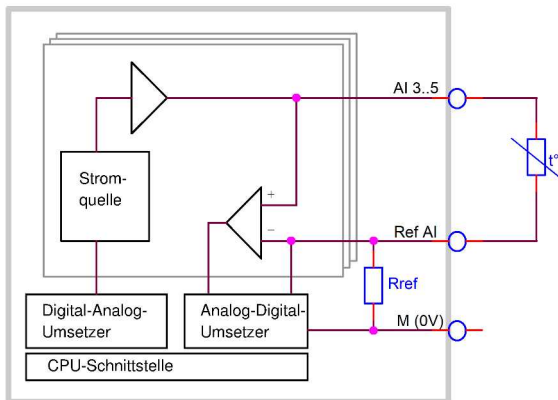 AI 3..5
Strom-
quelle
t°
+
−
Ref AI
Rref
Digital-Analog-
Umsetzer
Analog-Digital-
Umsetzer
M (0V)
CPU-Schnittstelle